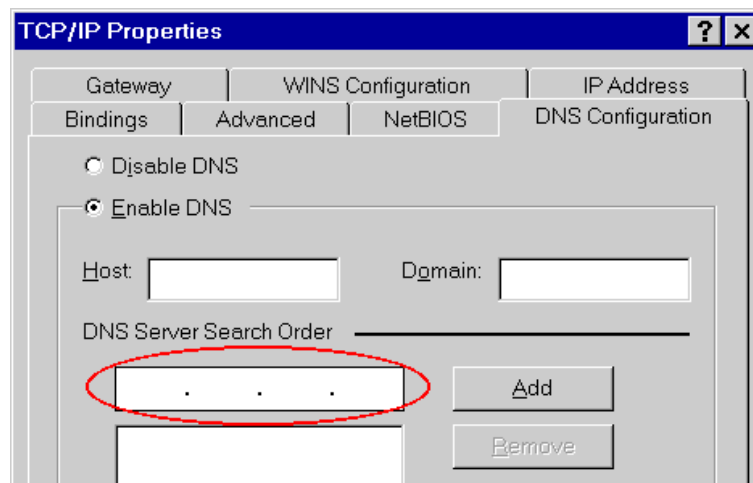 TCP/IP Properties ? ×
Gateway WINS Configuration IP Address
Bindings Advanced NetBIOS DNS Configuration
Disable DNS
Enable DNS
Host: Domain:
DNS Server Search Order
. . . Add
Remove